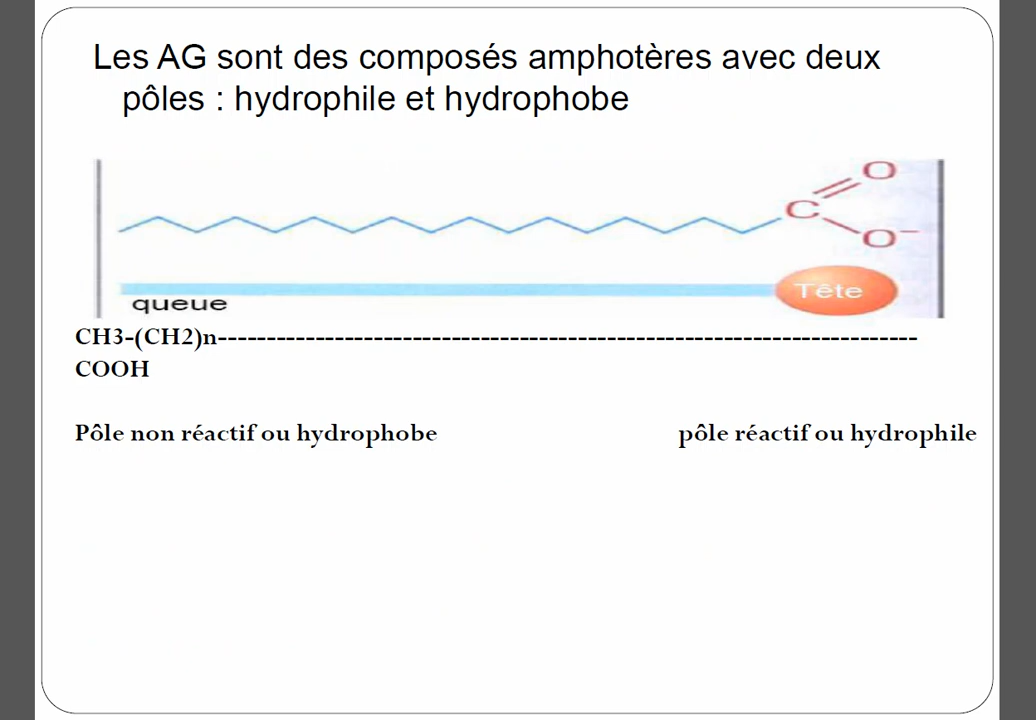 Les AG sont des composés amphotères avec deux
pôles : hydrophile et hydrophobe
O
C
O⁻
Tête
queue
CH3-(CH2)n------------------------------------------------------------------------
COOH
Pôle non réactif ou hydrophobe pôle réactif ou hydrophile